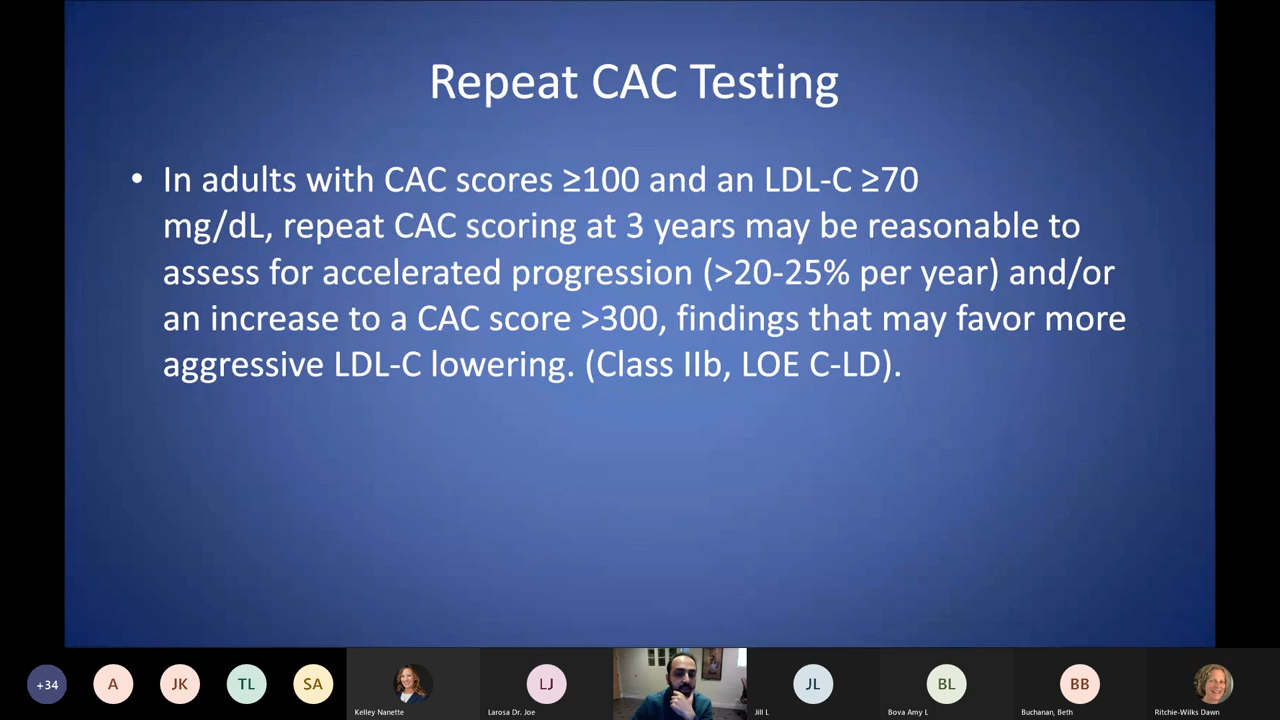 Repeat CAC Testing
• In adults with CAC scores ≥100 and an LDL-C ≥70
mg/dL, repeat CAC scoring at 3 years may be reasonable to
assess for accelerated progression (>20-25% per year) and/or
an increase to a CAC score >300, findings that may favor more
aggressive LDL-C lowering. (Class IIb, LOE C-LD).
+34
A
JK
TL
SA
Kelley Nanette
LJ
Larosa Dr. Joe
JL
Jill L
BL
Bova Amy L
BB
Buchanan, Beth
Ritchie-Wilks Dawn